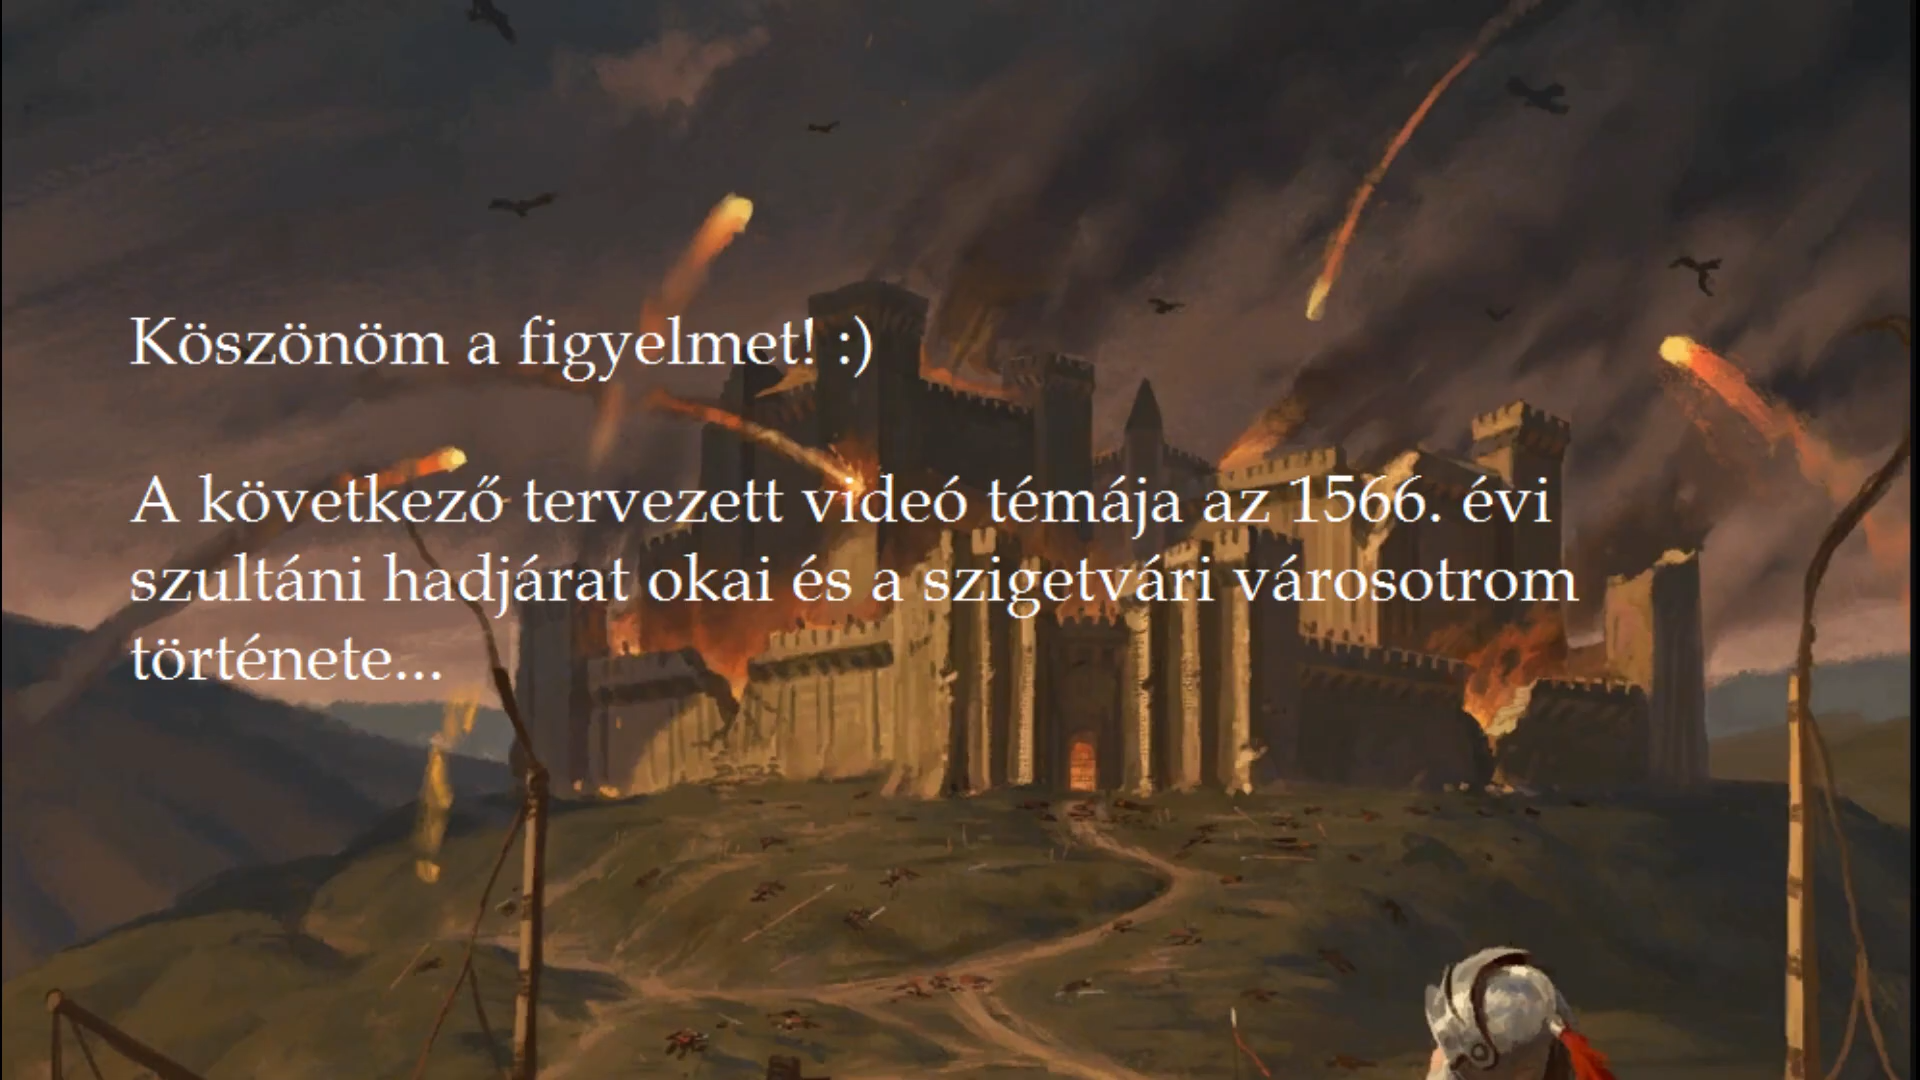 Köszönöm a figyelmet! :)
A következő tervezett videó témája az 1566. évi
szultáni hadjárat okai és a szigetvári városotrom
története...